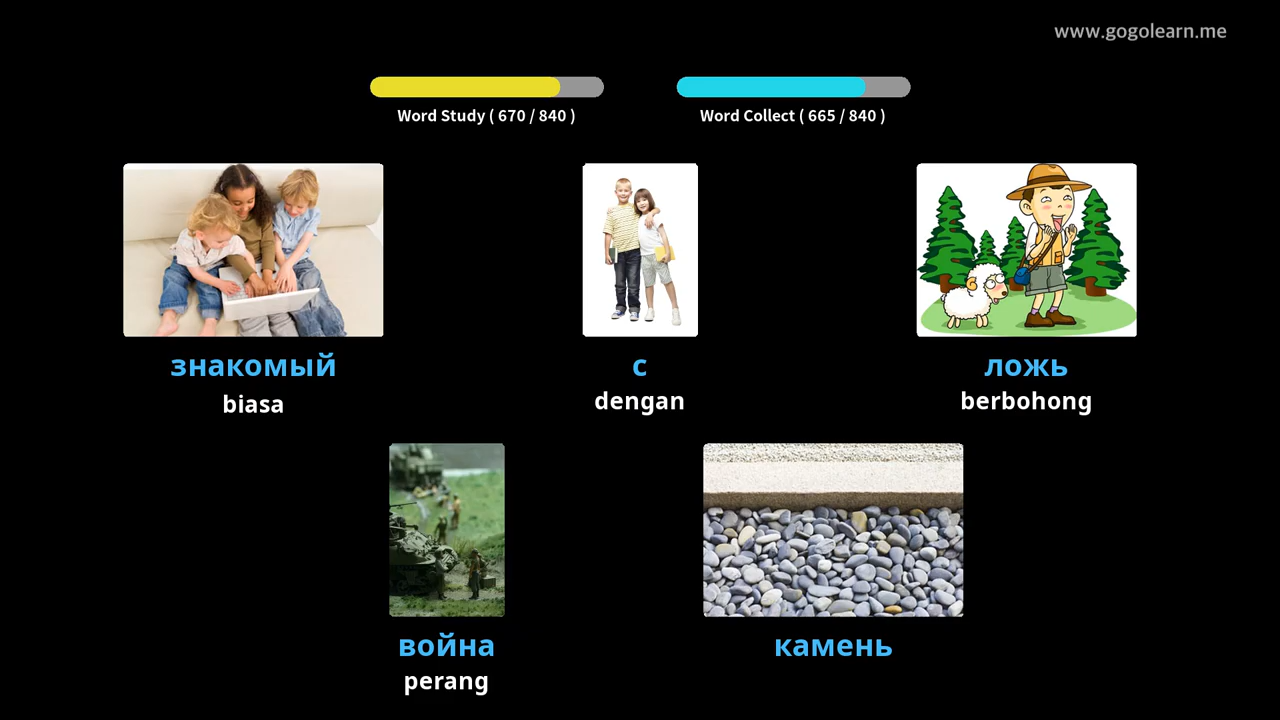 www.gogolearn.me
Word Study ( 670 / 840 )
Word Collect ( 665 / 840 )
знакомый
biasa
с
dengan
ложь
berbohong
война
perang
камень